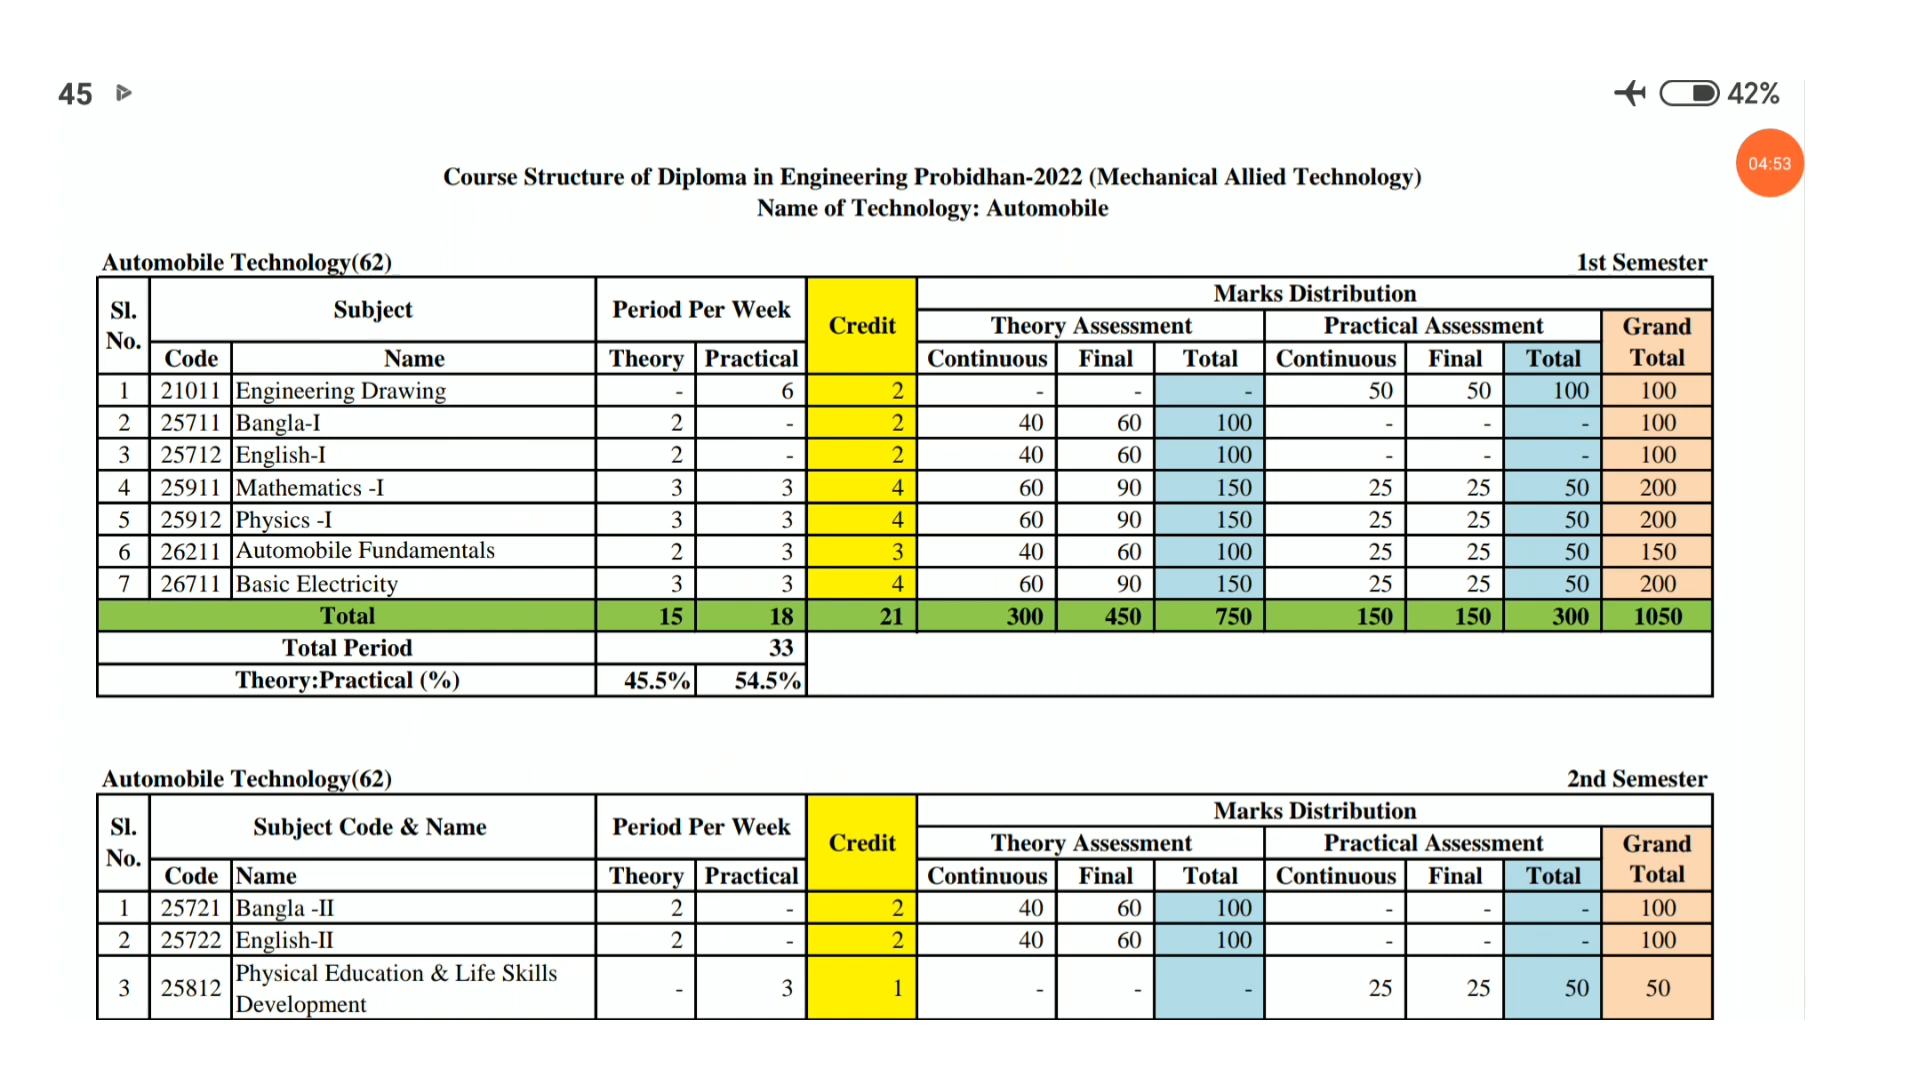 45
42%
04:53
Course Structure of Diploma in Engineering Probidhan-2022 (Mechanical Allied Technology)
Name of Technology: Automobile
Automobile Technology(62) 1st Semester
Sl. No. Subject Period Per Week Credit Marks Distribution
Theory Assessment Practical Assessment Grand Total
Code Name Theory Practical Continuous Final Total Continuous Final Total
1 21011 Engineering Drawing - 6 2 - - - 50 50 100 100
2 25711 Bangla-I 2 - 2 40 60 100 - - - 100
3 25712 English-I 2 - 2 40 60 100 - - - 100
4 25911 Mathematics -I 3 3 4 60 90 150 25 25 50 200
5 25912 Physics -I 3 3 4 60 90 150 25 25 50 200
6 26211 Automobile Fundamentals 2 3 3 40 60 100 25 25 50 150
7 26711 Basic Electricity 3 3 4 60 90 150 25 25 50 200
Total 15 18 21 300 450 750 150 150 300 1050
Total Period 33
Theory:Practical (%) 45.5% 54.5%
Automobile Technology(62) 2nd Semester
Sl. No. Subject Code & Name Period Per Week Credit Marks Distribution
Theory Assessment Practical Assessment Grand Total
Code Name Theory Practical Continuous Final Total Continuous Final Total
1 25721 Bangla -II 2 - 2 40 60 100 - - - 100
2 25722 English-II 2 - 2 40 60 100 - - - 100
3 25812 Physical Education & Life Skills Development - 3 1 - - - 25 25 50 50